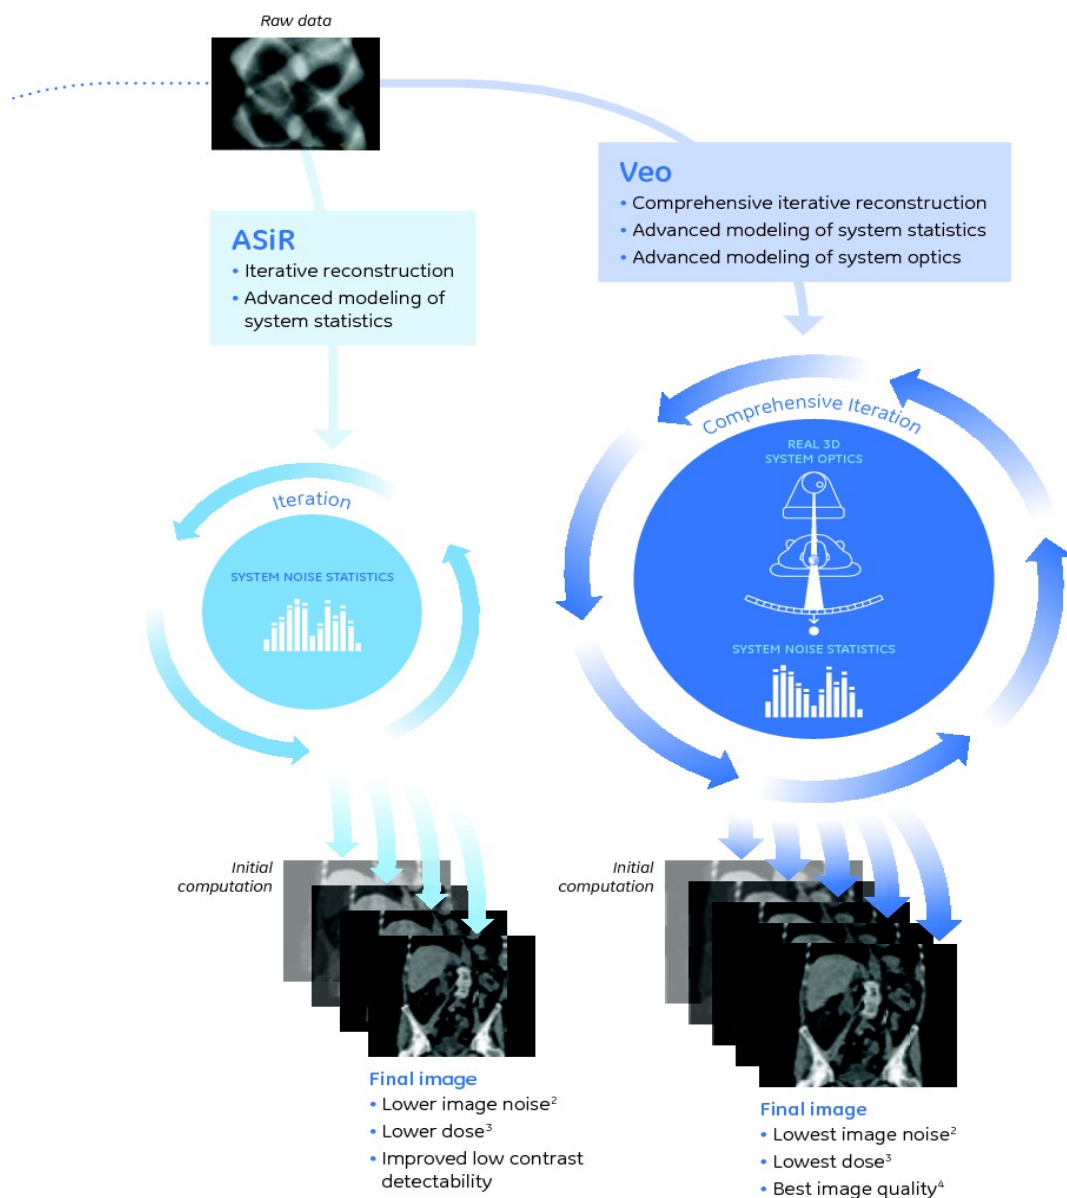 Raw data
Veo
• Comprehensive iterative reconstruction
• Advanced modeling of system statistics
• Advanced modeling of system optics
ASiR
• Iterative reconstruction
• Advanced modeling of
system statistics
Comprehensive Iteration
REAL 3D
SYSTEM OPTICS
SYSTEM NOISE STATISTICS
Iteration
SYSTEM NOISE STATISTICS
Initial
computation
Initial
computation
Final image
• Lower image noise²
• Lower dose³
• Improved low contrast
detectability
Final image
• Lowest image noise²
• Lowest dose³
• Best image quality⁴